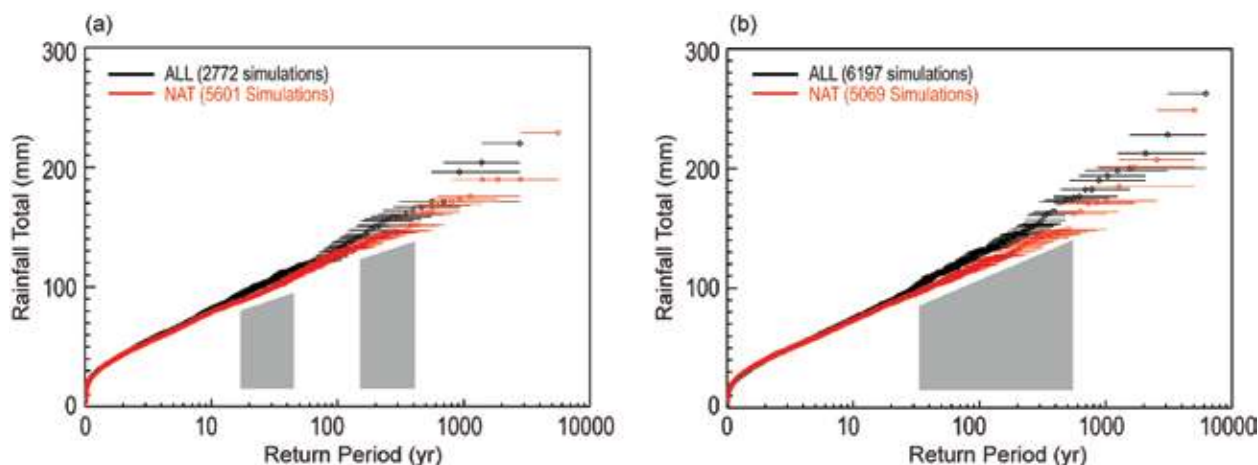 (a)
300
ALL (2772 simulations)
NAT (5601 Simulations)
200
100
0
Rainfall Total (mm)
0 10 100 1000 10000
Return Period (yr)
(b)
300
ALL (6197 simulations)
NAT (5069 Simulations)
200
100
0
Rainfall Total (mm)
0 10 100 1000 10000
Return Period (yr)